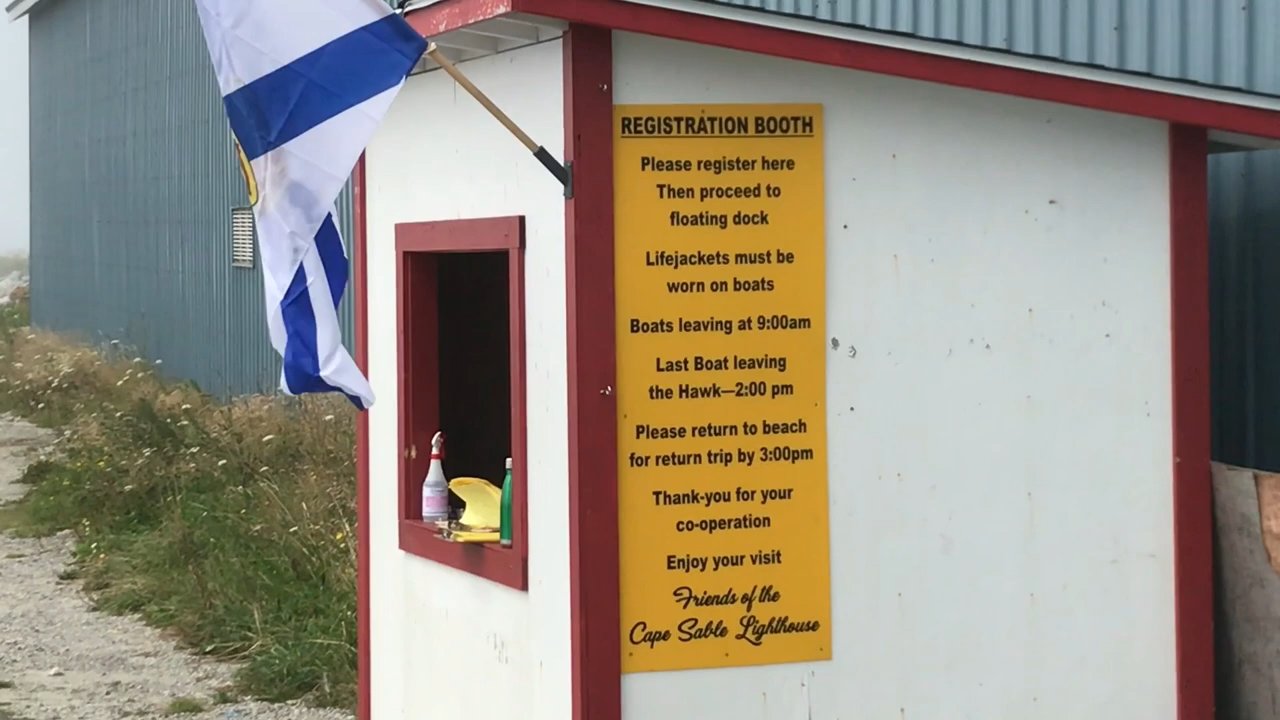 REGISTRATION BOOTH
Please register here
Then proceed to
floating dock
Lifejackets must be
worn on boats
Boats leaving at 9:00am
Last Boat leaving
the Hawk—2:00 pm
Please return to beach
for return trip by 3:00pm
Thank-you for your
co-operation
Enjoy your visit
Friends of the
Cape Sable Lighthouse